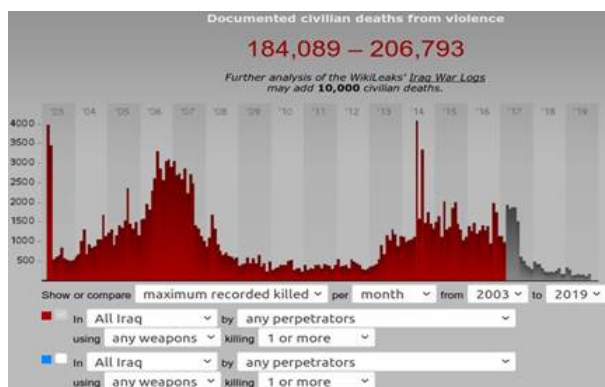 Documented civilian deaths from violence
184,089 – 206,793
Further analysis of the WikiLeaks' Iraq War Logs
may add 10,000 civilian deaths.
'03 '04 '05 '06 '07 '08 '09 '10 '11 '12 '13 '14 '15 '16 '17 '18 '19
4000
3500
3000
2500
2000
1500
1000
500
Show or compare maximum recorded killed per month from 2003 to 2019
In All Iraq by any perpetrators
using any weapons killing 1 or more
In All Iraq by any perpetrators
using any weapons killing 1 or more